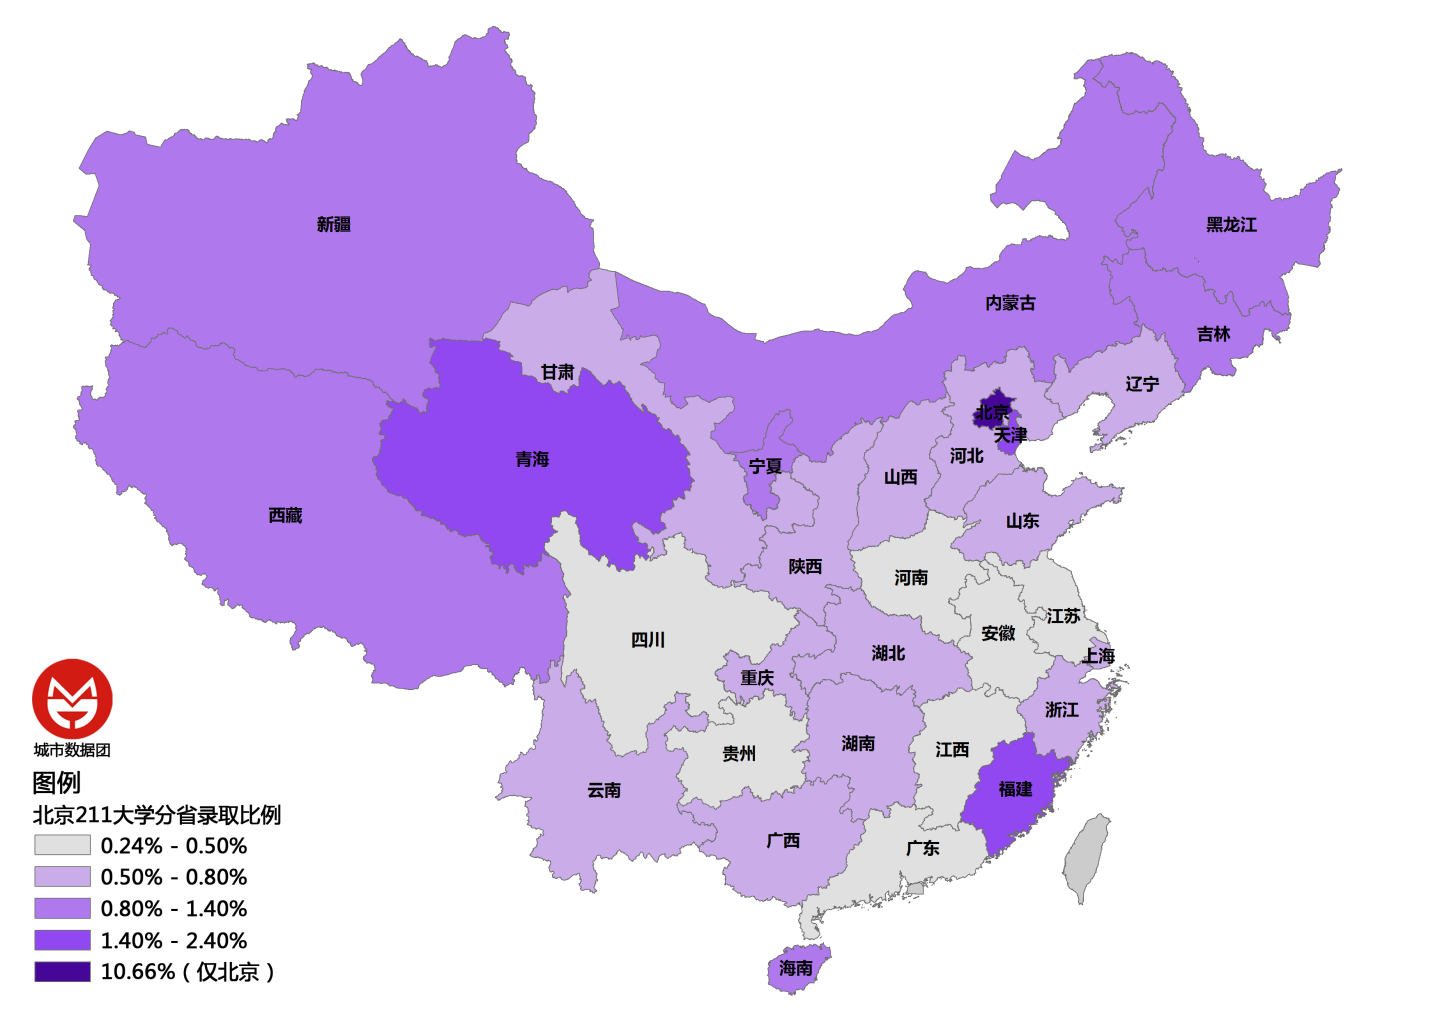 新疆
黑龙江
内蒙古
吉林
甘肃
辽宁
北京
天津
青海
宁夏
河北
山西
西藏
山东
陕西
河南
江苏
四川
安徽
湖北
上海
重庆
浙江
湖南
江西
贵州
云南
福建
广西
广东
海南
城市数据团
图例
北京211大学分省录取比例
0.24% - 0.50%
0.50% - 0.80%
0.80% - 1.40%
1.40% - 2.40%
10.66%（仅北京）